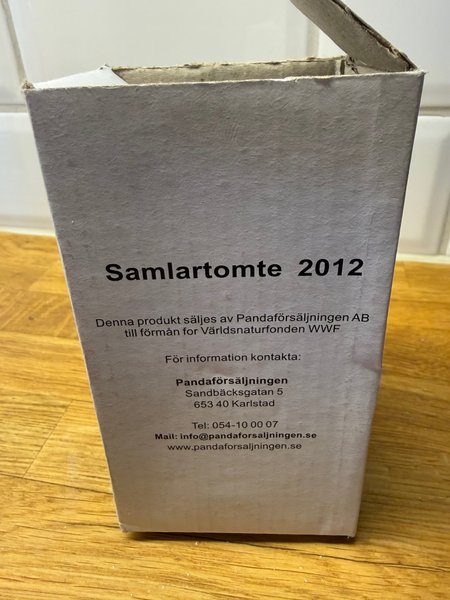 Samlartomte 2012
Denna produkt säljes av Pandaförsäljningen AB
till förmån for Världsnaturfonden WWF
För information kontakta:
Pandaförsäljningen
Sandbäcksgatan 5
653 40 Karlstad
Tel: 054-10 00 07
Mail: info@pandaforsaljningen.se
www.pandaforsaljningen.se